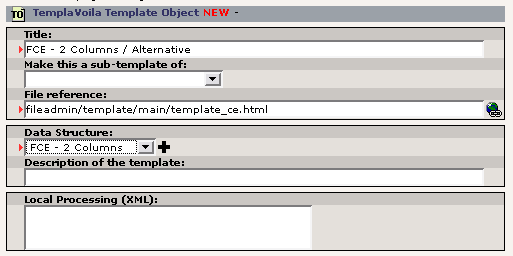 TO TemplaVoila Template Object NEW -
Title:
FCE - 2 Columns / Alternative
Make this a sub-template of:
File reference:
fileadmin/template/main/template_ce.html
Data Structure:
FCE - 2 Columns
Description of the template:
Local Processing (XML):